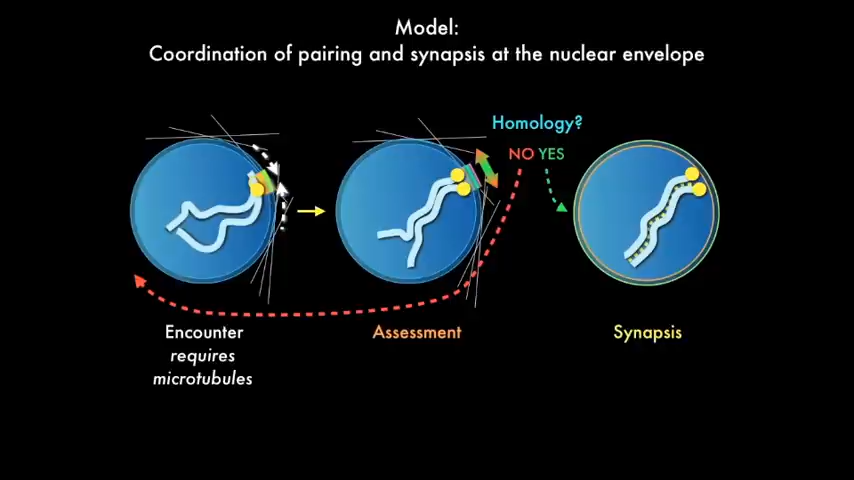 Model:
Coordination of pairing and synapsis at the nuclear envelope
Homology?
NO YES
Encounter
requires
microtubules
Assessment
Synapsis